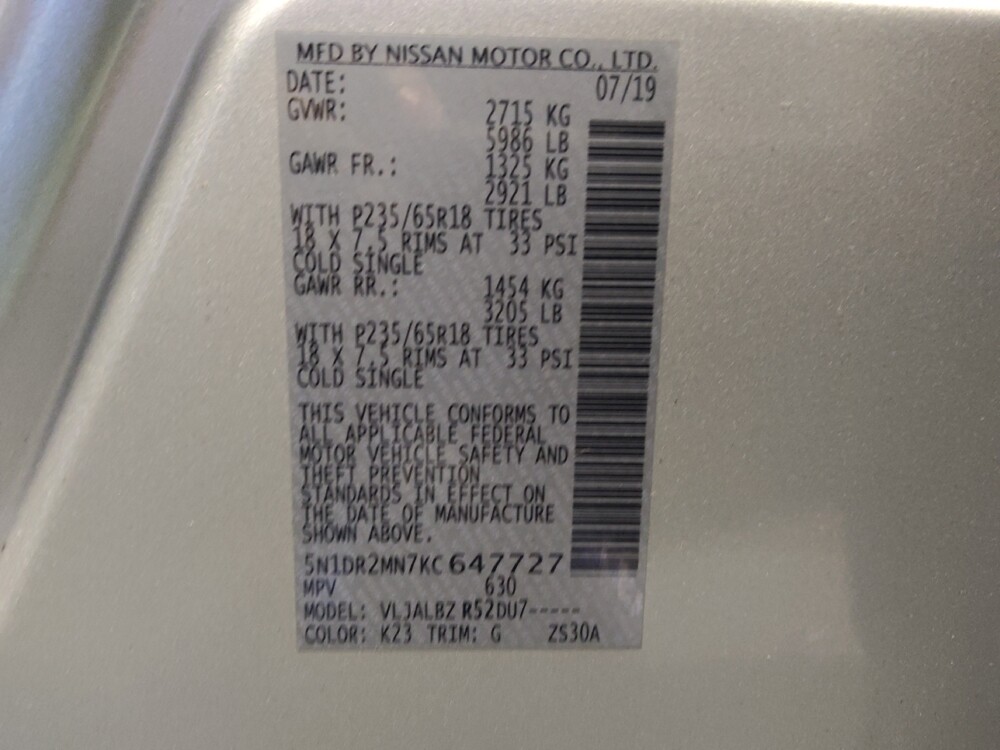 MFD BY NISSAN MOTOR CO., LTD.
DATE: 07/19
GVWR: 2715 KG
5986 LB
GAWR FR.: 1325 KG
2921 LB
WITH P235/65R18 TIRES
18 X 7.5 RIMS AT 33 PSI
COLD SINGLE
GAWR RR.: 1454 KG
3205 LB
WITH P235/65R18 TIRES
18 X 7.5 RIMS AT 33 PSI
COLD SINGLE
THIS VEHICLE CONFORMS TO
ALL APPLICABLE FEDERAL
MOTOR VEHICLE SAFETY AND
THEFT PREVENTION
STANDARDS IN EFFECT ON
THE DATE OF MANUFACTURE
SHOWN ABOVE.
5N1DR2MN7KC647727
MPV 630
MODEL: VLJALBZ R52DU7-----
COLOR: K23 TRIM: G ZS30A